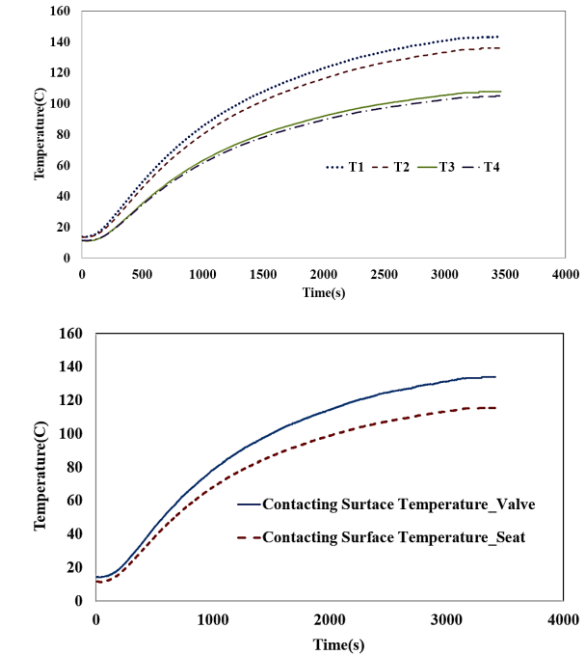 160
140
120
100
80
60
40
20
0
Temperature(C)
T1 T2 T3 T4
0 500 1000 1500 2000 2500 3000 3500 4000
Time(s)
160
140
120
100
80
60
40
20
0
Temperature(C)
Contacting Surtace Temperature_Valve
Contacting Surface Temperature_Seat
0 1000 2000 3000 4000
Time(s)